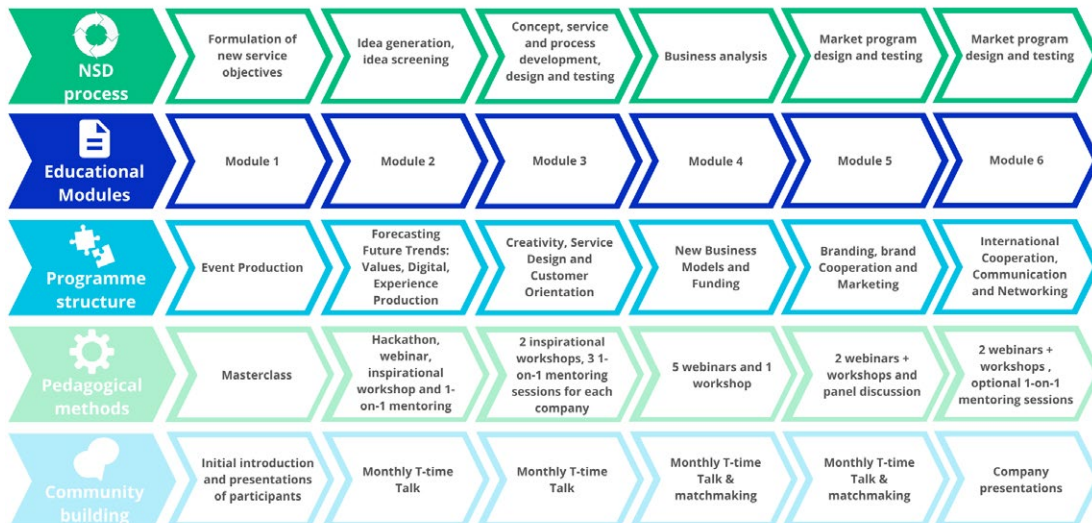 NSD
process
Formulation of
new service
objectives
Idea generation,
idea screening
Concept, service
and process
development,
design and testing
Business analysis
Market program
design and testing
Market program
design and testing
Educational
Modules
Module 1
Module 2
Module 3
Module 4
Module 5
Module 6
Programme
structure
Event Production
Forecasting
Future Trends:
Values, Digital,
Experience
Production
Creativity, Service
Design and
Customer
Orientation
New Business
Models and
Funding
Branding, brand
Cooperation and
Marketing
International
Cooperation,
Communication
and Networking
Pedagogical
methods
Masterclass
Hackathon,
webinar,
inspirational
workshop and 1-
on-1 mentoring
2 inspirational
workshops, 3 1-
on-1 mentoring
sessions for each
company
5 webinars and 1
workshop
2 webinars +
workshops and
panel discussion
2 webinars +
workshops , 
optional 1-on-1
mentoring sessions
Community
building
Initial introduction
and presentations
of participants
Monthly T-time
Talk
Monthly T-time
Talk
Monthly T-time
Talk &
matchmaking
Monthly T-time
Talk &
matchmaking
Company
presentations